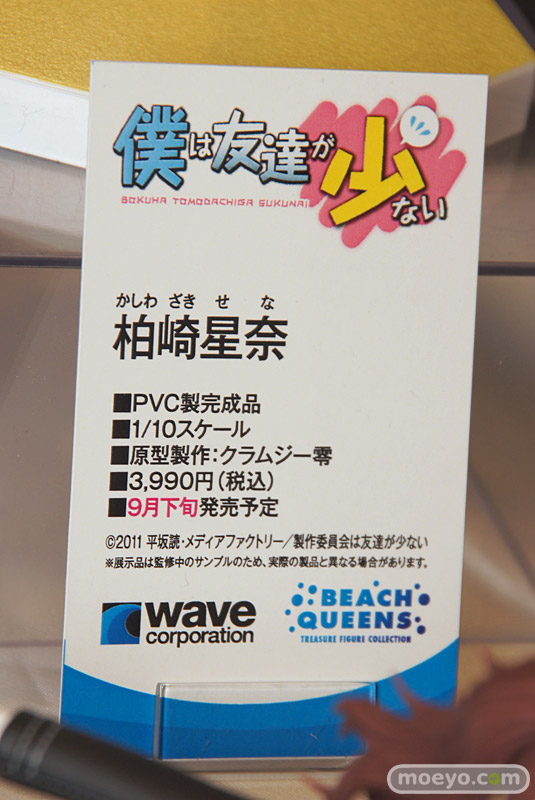 僕は友達が少ない
BOKUHA TOMODACHIGA SUKUNAI
かしわざきせな
柏崎星奈
■PVC製完成品
■1/10スケール
■原型製作:クラムジー零
■3,990円(税込)
■9月下旬発売予定
©2011 平坂読・メディアファクトリー/製作委員会は友達が少ない
※展示品は監修中のサンプルのため、実際の製品と異なる場合があります。
wave
corporation
BEACH
QUEENS
TREASURE FIGURE COLLECTION
moeyo.com